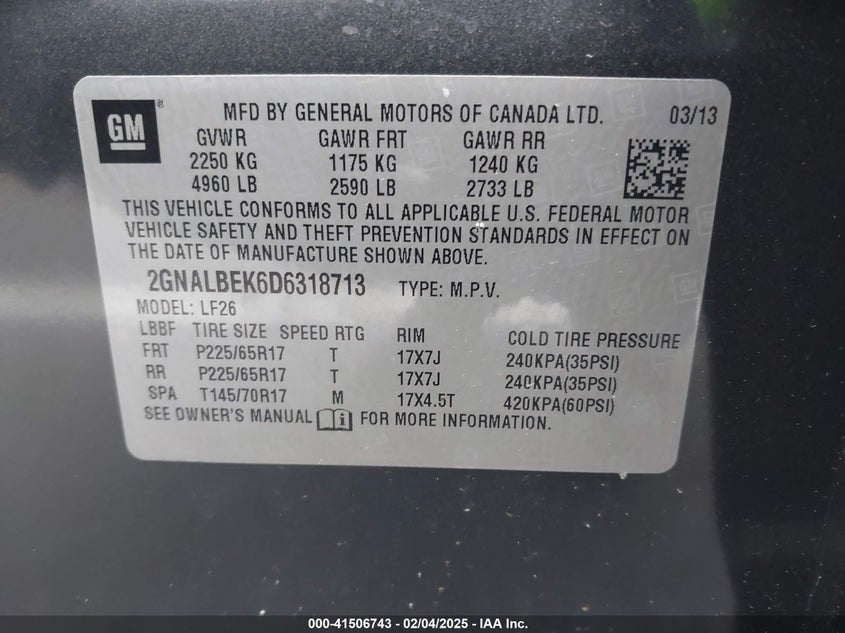 GM ® MFD BY GENERAL MOTORS OF CANADA LTD. 03/13
GVWR GAWR FRT GAWR RR
2250 KG 1175 KG 1240 KG
4960 LB 2590 LB 2733 LB
THIS VEHICLE CONFORMS TO ALL APPLICABLE U.S. FEDERAL MOTOR
VEHICLE SAFETY AND THEFT PREVENTION STANDARDS IN EFFECT ON
THE DATE OF MANUFACTURE SHOWN ABOVE.
2GNALBEK6D6318713 TYPE: M.P.V.
MODEL: LF26
LBBF TIRE SIZE SPEED RTG RIM COLD TIRE PRESSURE
FRT P225/65R17 T 17X7J 240KPA(35PSI)
RR P225/65R17 T 17X7J 240KPA(35PSI)
SPA T145/70R17 M 17X4.5T 420KPA(60PSI)
SEE OWNER'S MANUAL i FOR MORE INFORMATION.
000-41506743 - 02/04/2025 - IAA Inc.